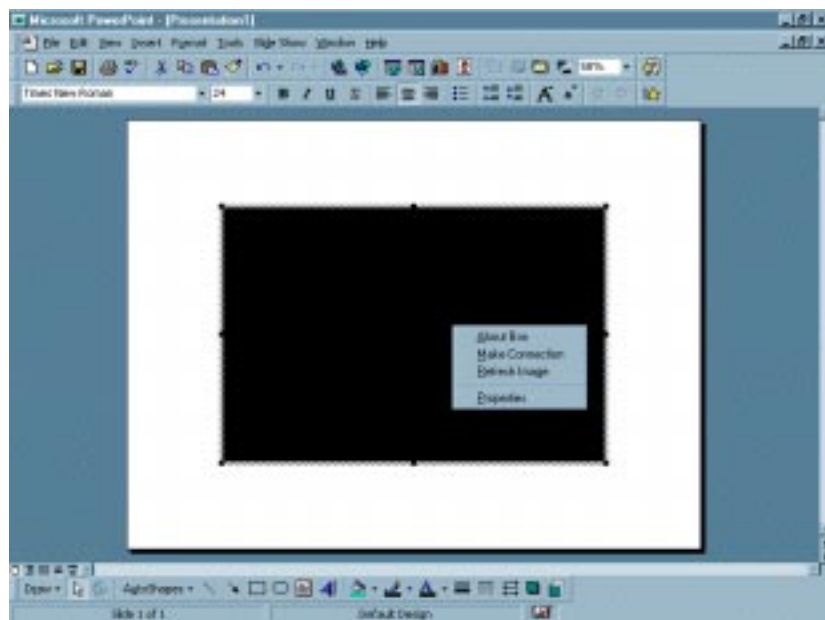 Microsoft PowerPoint - [Presentation1]
File Edit View Insert Format Tools Slide Show Window Help
Times New Roman 24 B I U S
About Box
Make Connection
Refresh Image
Properties
Draw AutoShapes
Slide 1 of 1 Default Design